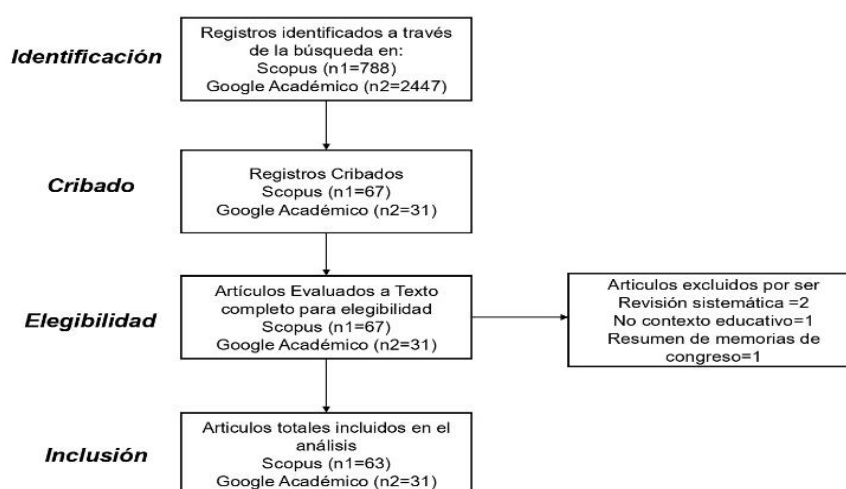 Identificación
Registros identificados a través
de la búsqueda en:
Scopus (n1=788)
Google Académico (n2=2447)
Cribado
Registros Cribados
Scopus (n1=67)
Google Académico (n2=31)
Elegibilidad
Artículos Evaluados a Texto
completo para elegibilidad
Scopus (n1=67)
Google Académico (n2=31)
Articulos excluidos por ser
Revisión sistemática =2
No contexto educativo=1
Resumen de memorias de
congreso=1
Inclusión
Articulos totales incluidos en el
análisis
Scopus (n1=63)
Google Académico (n2=31)